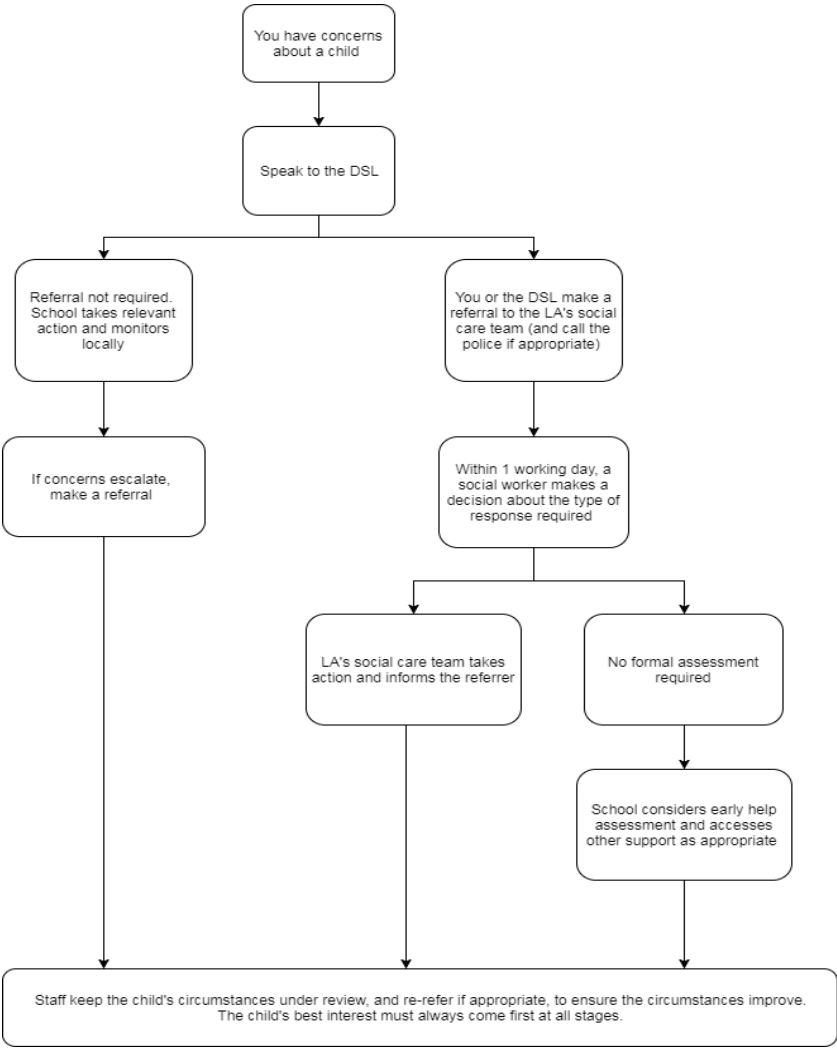 You have concerns
about a child
Speak to the DSL
Referral not required.
School takes relevant
action and monitors
locally
You or the DSL make a
referral to the LA's social
care team (and call the
police if appropriate)
If concerns escalate,
make a referral
Within 1 working day, a
social worker makes a
decision about the type of
response required
LA's social care team takes
action and informs the referrer
No formal assessment
required
School considers early help
assessment and accesses
other support as appropriate
Staff keep the child's circumstances under review, and re-refer if appropriate, to ensure the circumstances improve.
The child's best interest must always come first at all stages.